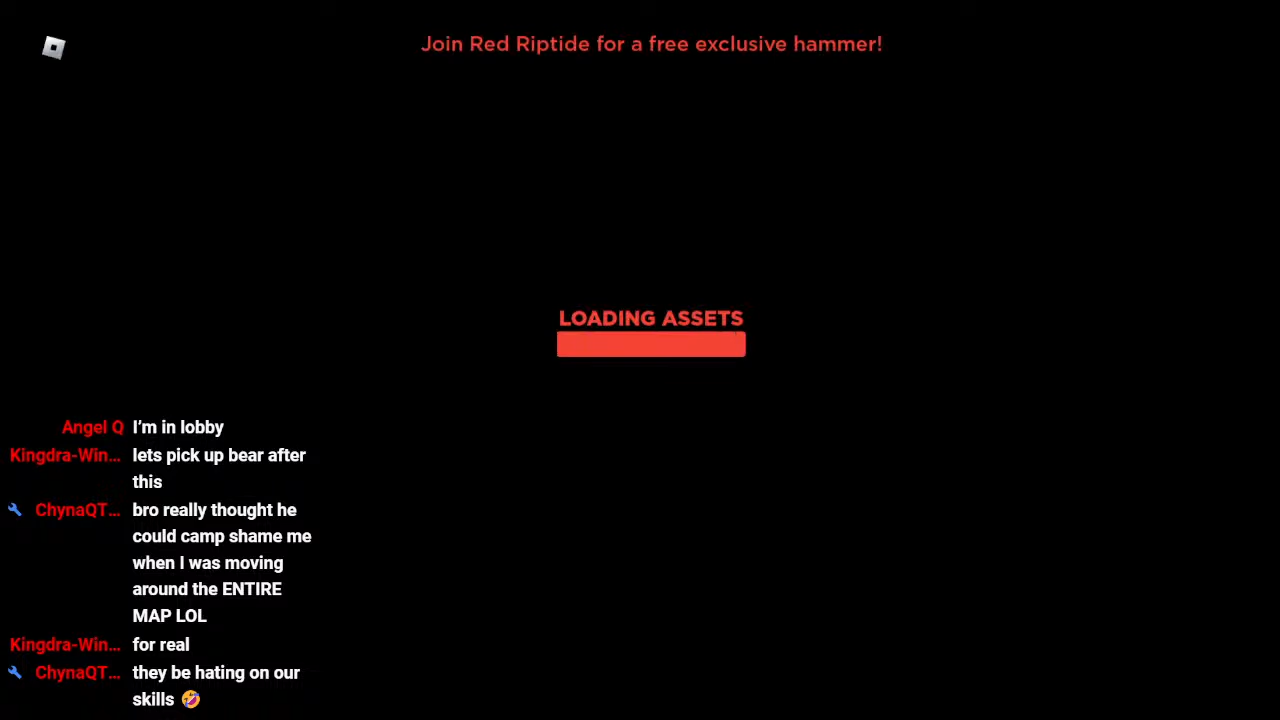 Join Red Riptide for a free exclusive hammer!
LOADING ASSETS
Angel Q I’m in lobby
Kingdra-Win… lets pick up bear after
this
ChynaQT… bro really thought he
could camp shame me
when I was moving
around the ENTIRE
MAP LOL
Kingdra-Win… for real
ChynaQT… they be hating on our
skills 🤣